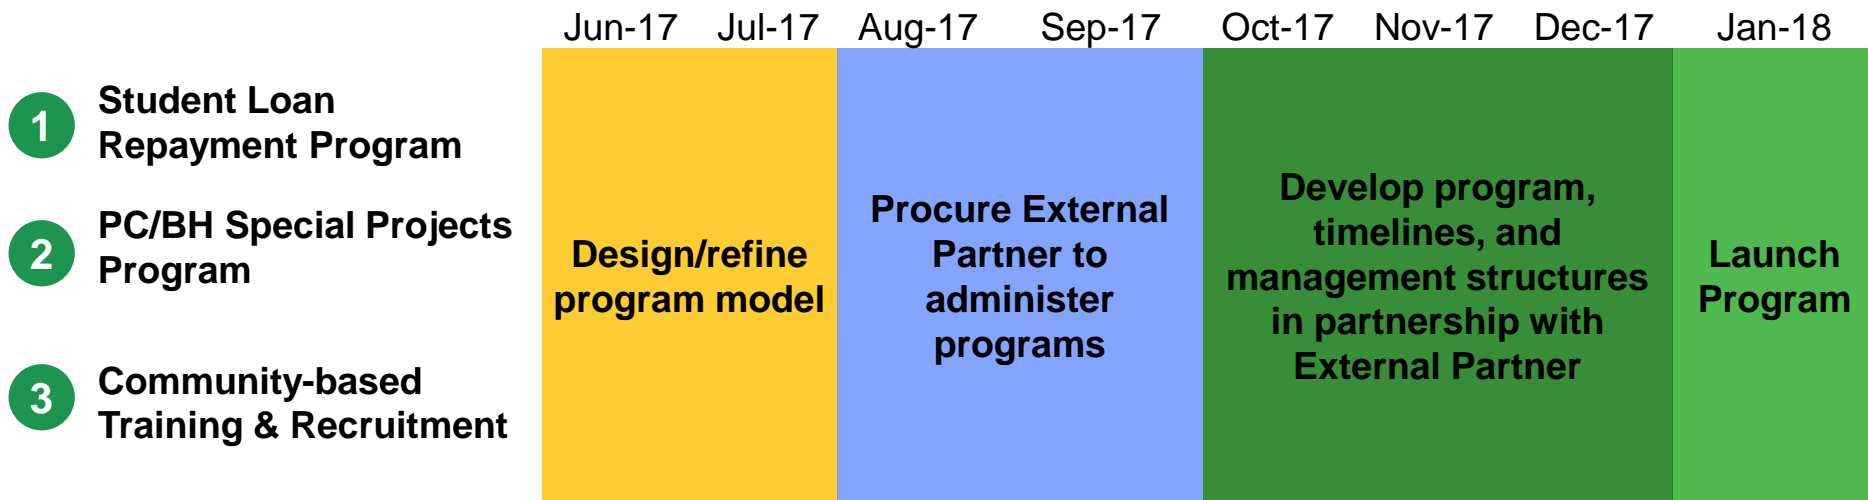 Jun-17 Jul-17 Aug-17 Sep-17 Oct-17 Nov-17 Dec-17 Jan-18
1
Student Loan
Repayment Program
2
PC/BH Special Projects
Program
3
Community-based
Training & Recruitment
Design/refine
program model
Procure External
Partner to
administer
programs
Develop program,
timelines, and
management structures
in partnership with
External Partner
Launch
Program